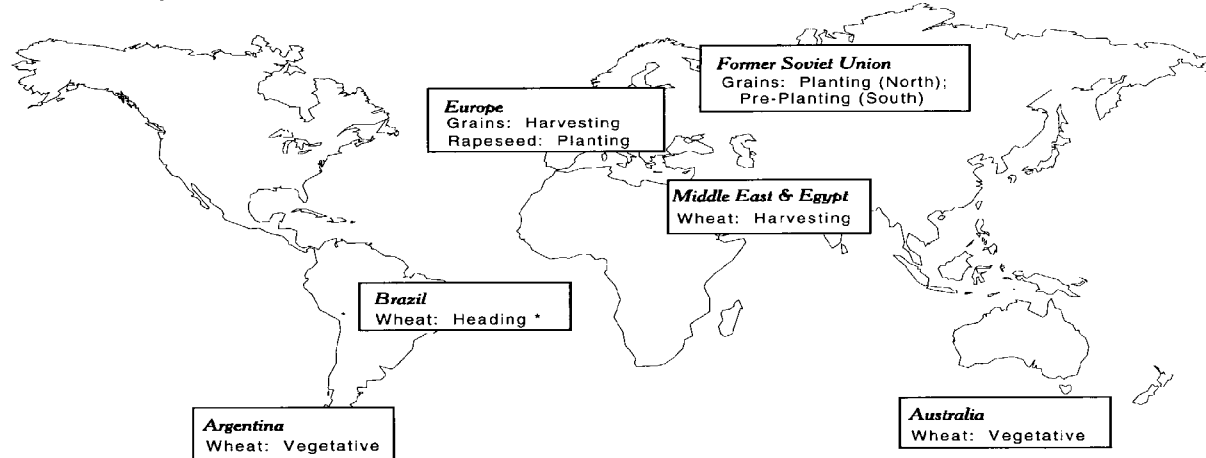 Former Soviet Union
Grains: Planting (North);
Pre-Planting (South)
Europe
Grains: Harvesting
Rapeseed: Planting
Middle East & Egypt
Wheat: Harvesting
Brazil
Wheat: Heading *
Argentina
Wheat: Vegetative
Australia
Wheat: Vegetative